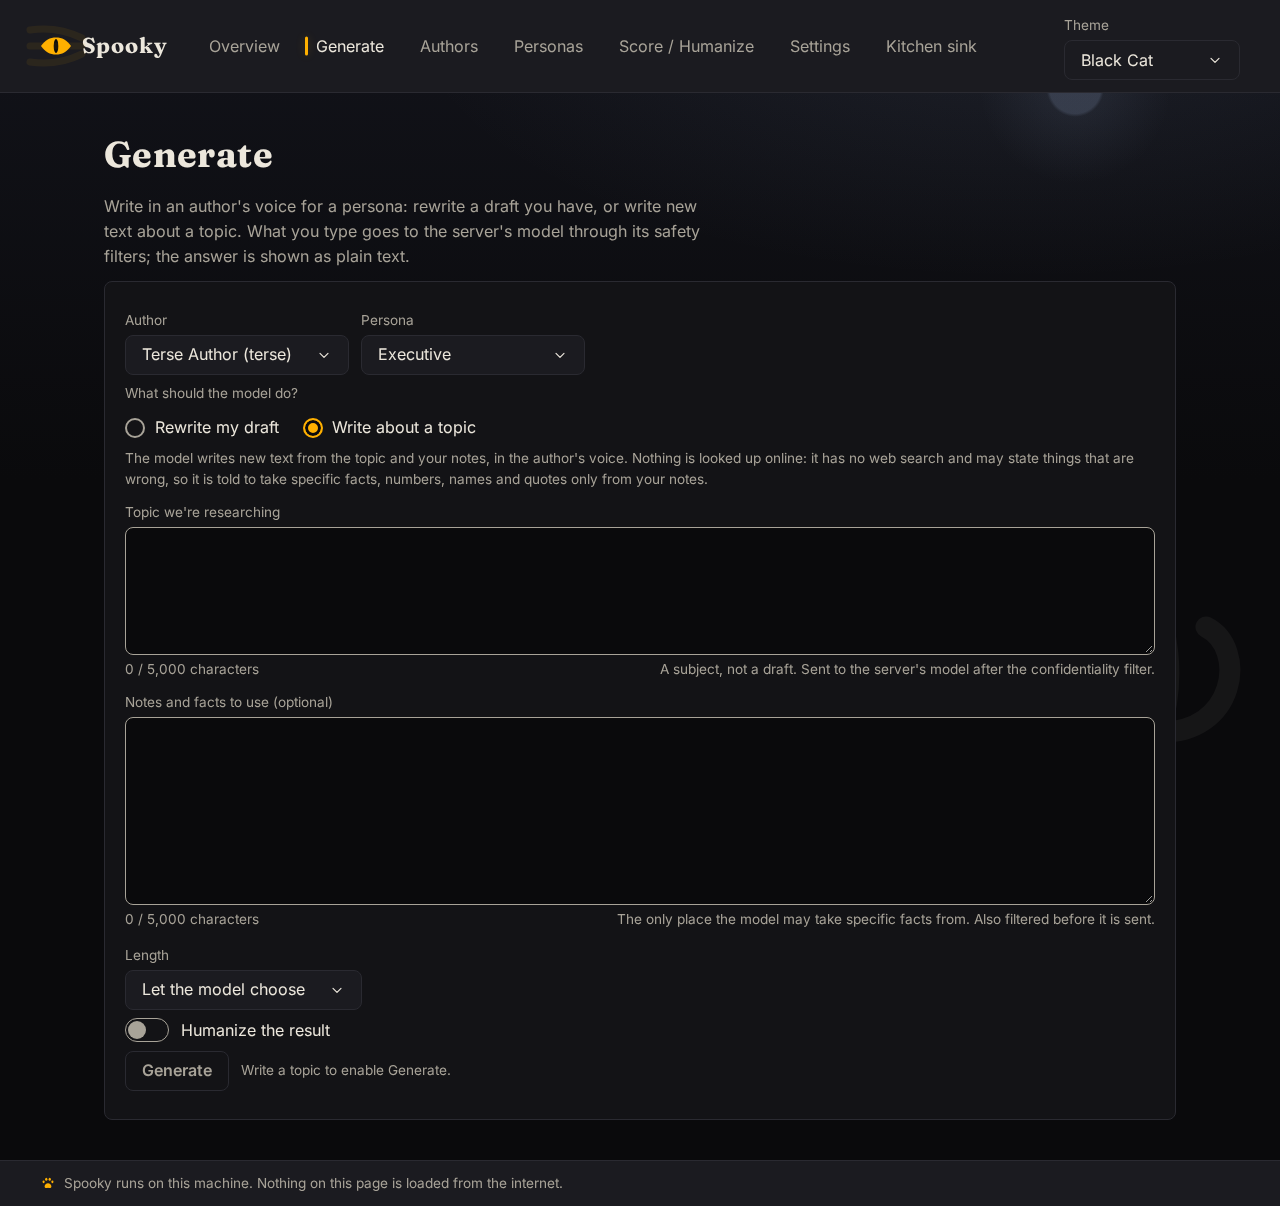 Spooky
Overview
Generate
Authors
Personas
Score / Humanize
Settings
Kitchen sink
Theme
Black Cat
Generate
Write in an author's voice for a persona: rewrite a draft you have, or write new
text about a topic. What you type goes to the server's model through its safety
filters; the answer is shown as plain text.
Author
Persona
Terse Author (terse)
Executive
What should the model do?
Rewrite my draft
Write about a topic
The model writes new text from the topic and your notes, in the author's voice. Nothing is looked up online: it has no web search and may state things that are
wrong, so it is told to take specific facts, numbers, names and quotes only from your notes.
Topic we're researching
0 / 5,000 characters
A subject, not a draft. Sent to the server's model after the confidentiality filter.
Notes and facts to use (optional)
0 / 5,000 characters
The only place the model may take specific facts from. Also filtered before it is sent.
Length
Let the model choose
Humanize the result
Generate
Write a topic to enable Generate.
Spooky runs on this machine. Nothing on this page is loaded from the internet.